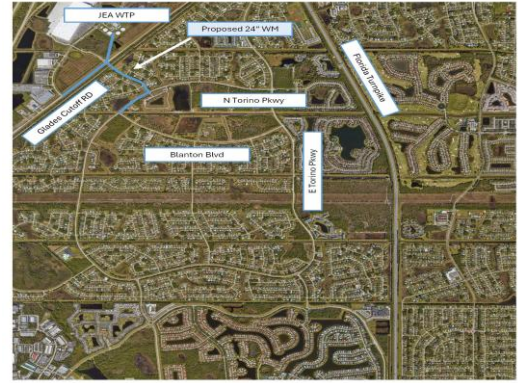 JEA WTP
Proposed 24" WM
Florida Turnpike
Glades Cutoff RD
N Torino Pkwy
Blanton Blvd
E Torino Pkwy